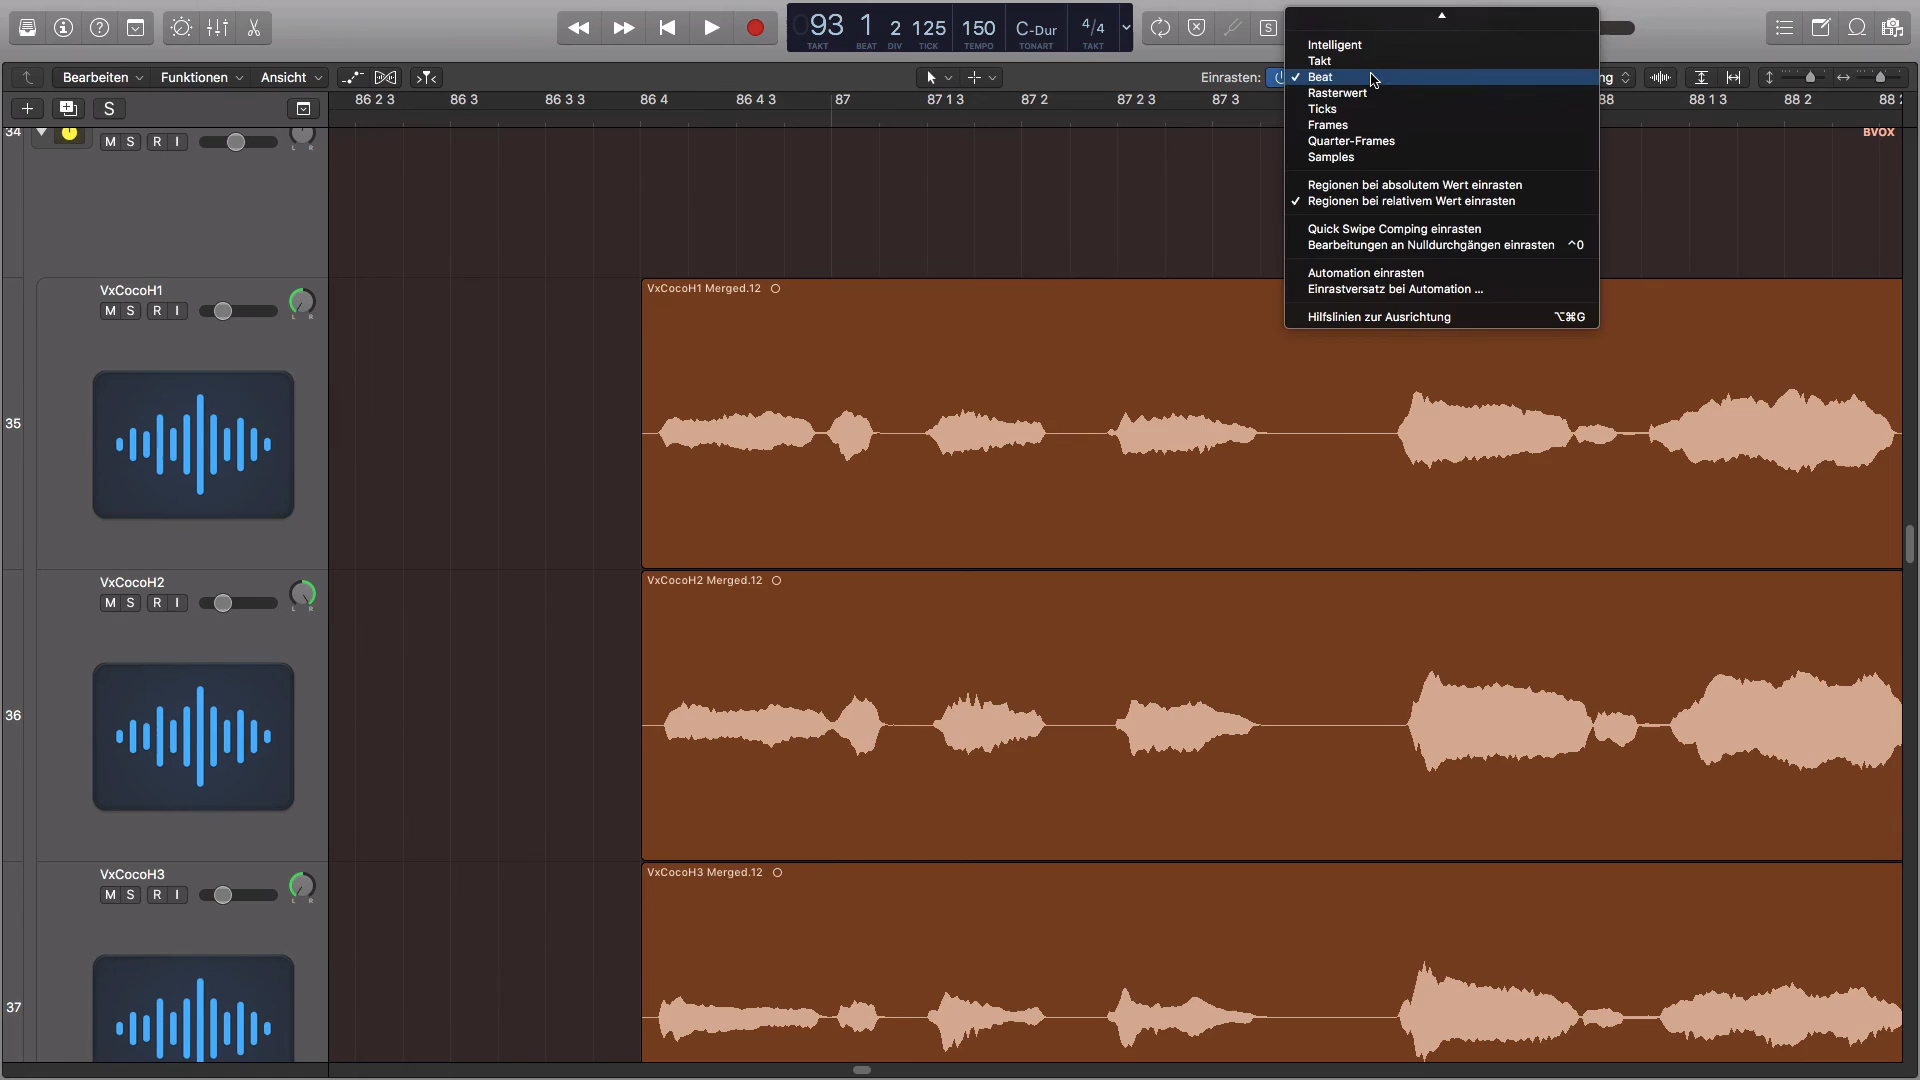 93 1 2 125 150 C-Dur 4/4
TAKT BEAT DIV TICK TEMPO TONART TAKT
S
Bearbeiten Funktionen Ansicht
Einrasten:
ng
S
86 2 3 86 3 86 3 3 86 4 86 4 3 87 87 1 3 87 2 87 2 3 87 3 88 88 1 3 88 2 88
Intelligent
Takt
✓ Beat
Rasterwert
Ticks
Frames
Quarter-Frames
Samples
Regionen bei absolutem Wert einrasten
✓ Regionen bei relativem Wert einrasten
Quick Swipe Comping einrasten
Bearbeitungen an Nulldurchgängen einrasten ^0
Automation einrasten
Einrastversatz bei Automation ...
Hilfslinien zur Ausrichtung ⌥⌘G
34
M S R I
L R
BVOX
VxCocoH1
M S R I
L R
35
VxCocoH1 Merged.12
VxCocoH2
M S R I
L R
36
VxCocoH2 Merged.12
VxCocoH3
M S R I
L R
37
VxCocoH3 Merged.12